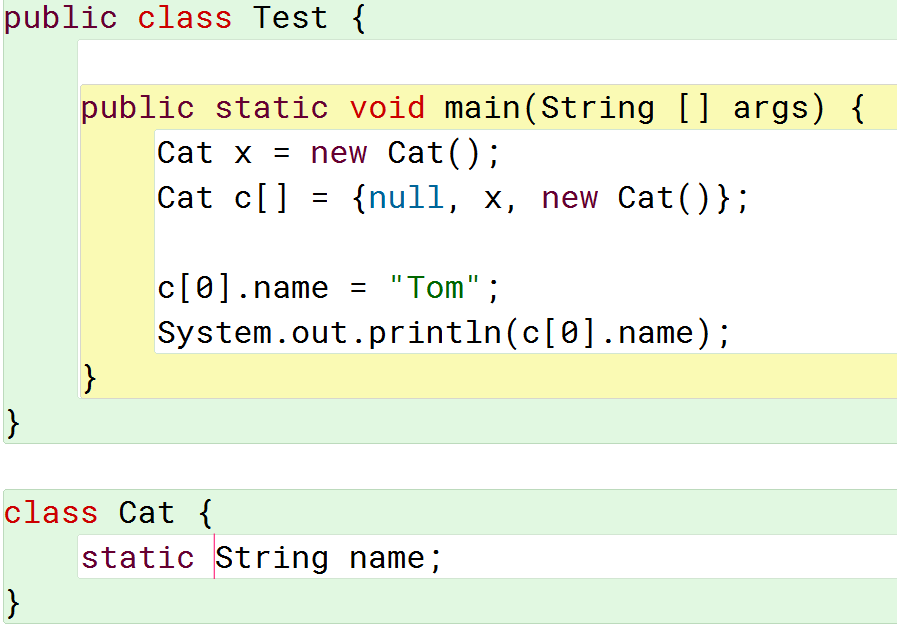 public class Test {
public static void main(String [] args) {
Cat x = new Cat();
Cat c[] = {null, x, new Cat()};
c[0].name = "Tom";
System.out.println(c[0].name);
}
}
class Cat {
static String name;
}